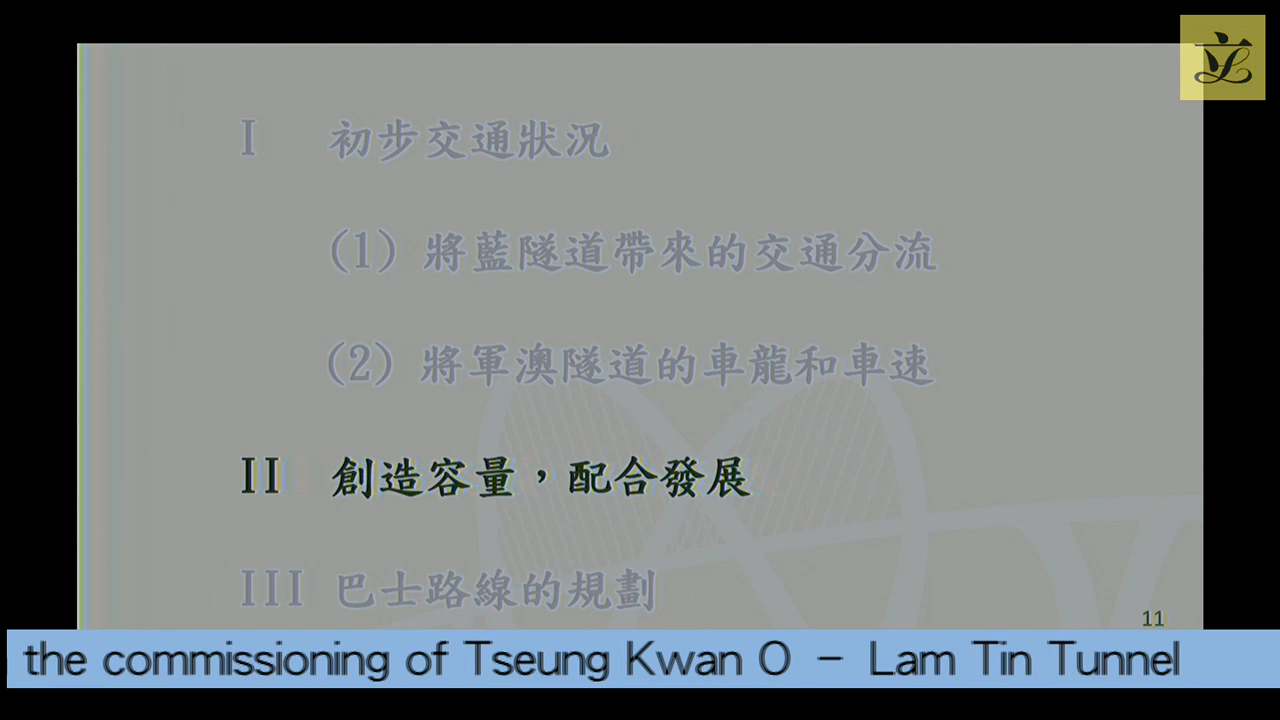 I 初步交通狀況
(1) 將藍隧道帶來的交通分流
(2) 將軍澳隧道的車龍和車速
II 創造容量，配合發展
III 巴士路線的規劃
11
the commissioning of Tseung Kwan O － Lam Tin Tunnel